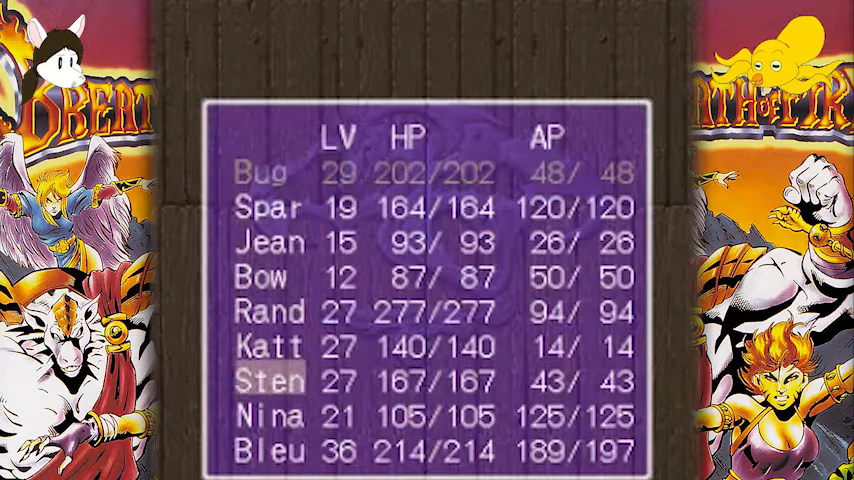 LV HP AP
Bug 29 202/202 48/ 48
Spar 19 164/164 120/120
Jean 15 93/ 93 26/ 26
Bow 12 87/ 87 50/ 50
Rand 27 277/277 94/ 94
Katt 27 140/140 14/ 14
Sten 27 167/167 43/ 43
Nina 21 105/105 125/125
Bleu 36 214/214 189/197